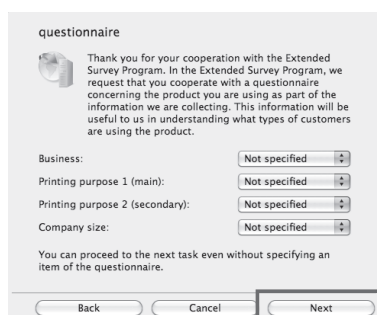 questionnaire
Thank you for your cooperation with the Extended
Survey Program. In the Extended Survey Program, we
request that you cooperate with a questionnaire
concerning the product you are using as part of the
information we are collecting. This information will be
useful to us in understanding what types of customers
are using the product.
Business: Not specified
Printing purpose 1 (main): Not specified
Printing purpose 2 (secondary): Not specified
Company size: Not specified
You can proceed to the next task even without specifying an
item of the questionnaire.
Back Cancel Next